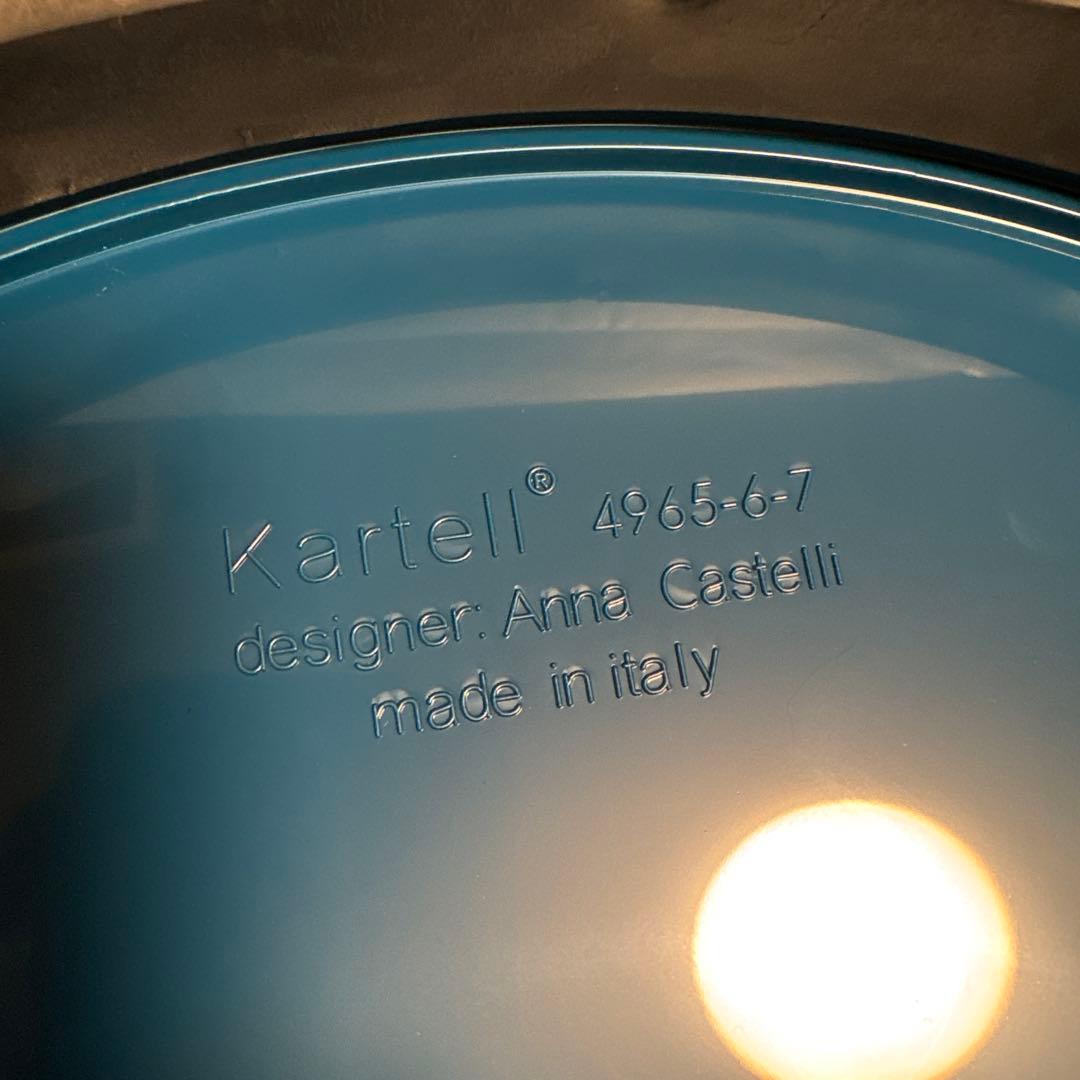 Kartell® 4965-6-7
designer: Anna Castelli
made in italy